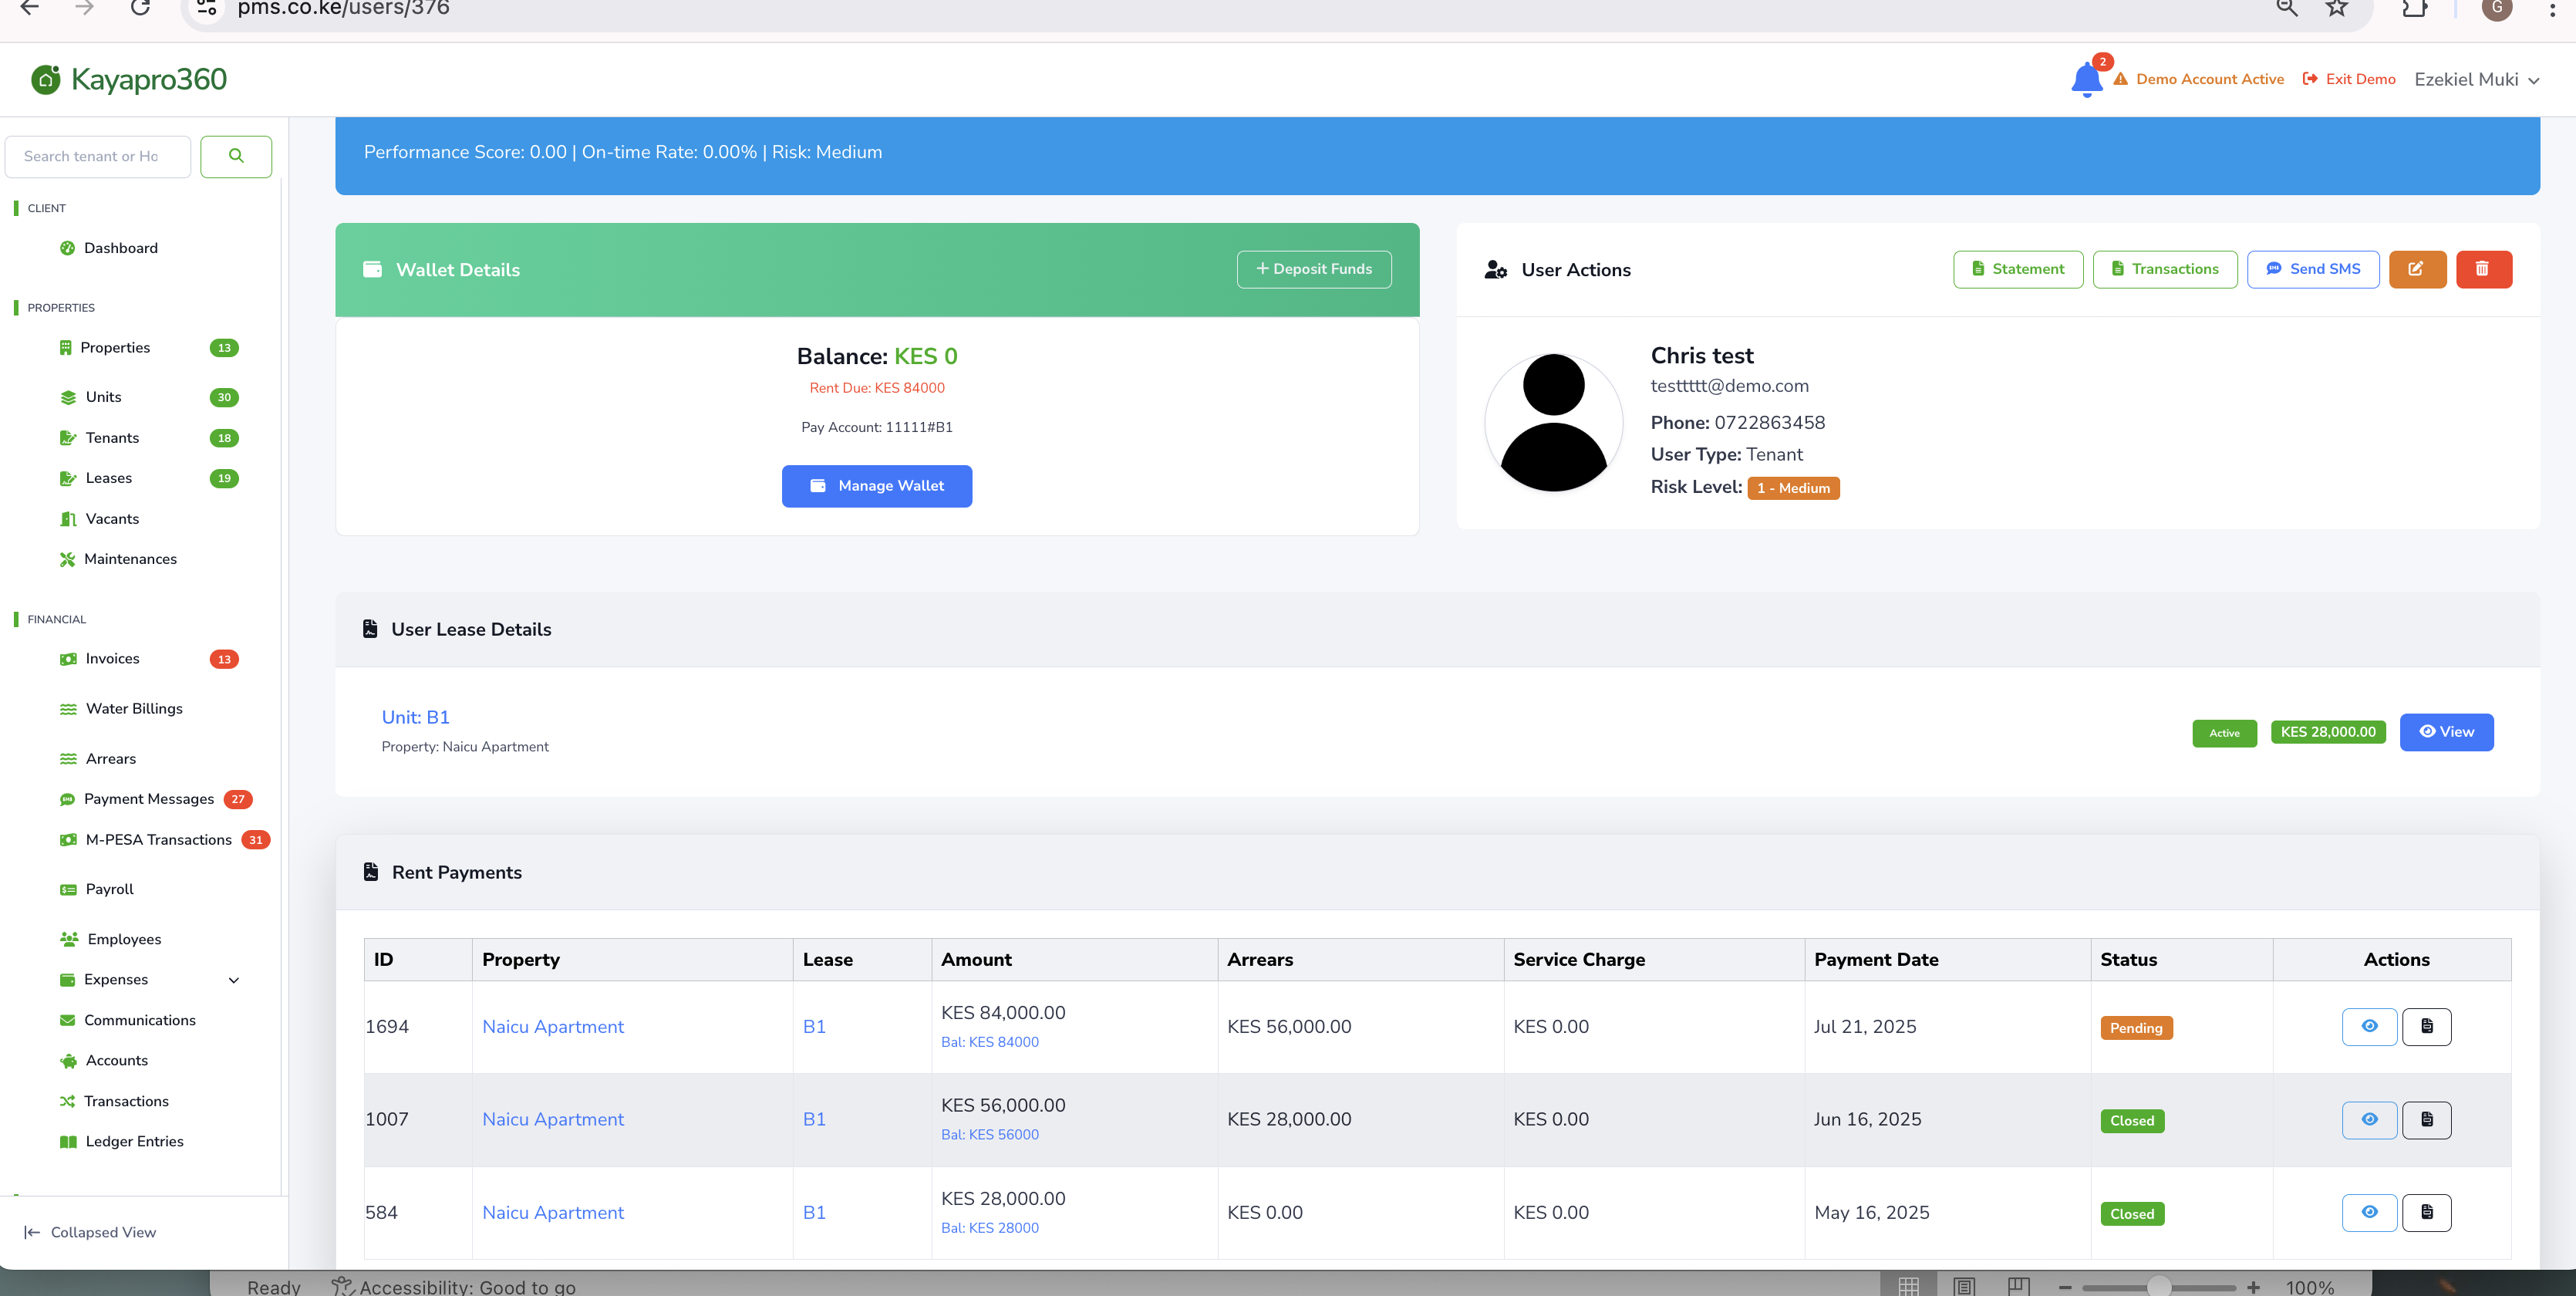 pms.co.ke/users/376
G
Kayapro360
2
Demo Account Active
Exit Demo
Ezekiel Muki
Search tenant or Ho
CLIENT
Dashboard
PROPERTIES
Properties 13
Units 30
Tenants 18
Leases 19
Vacants
Maintenances
FINANCIAL
Invoices 13
Water Billings
Arrears
Payment Messages 27
M-PESA Transactions 31
Payroll
Employees
Expenses
Communications
Accounts
Transactions
Ledger Entries
Collapsed View
Performance Score: 0.00 | On-time Rate: 0.00% | Risk: Medium
Wallet Details
+ Deposit Funds
Balance: KES 0
Rent Due: KES 84000
Pay Account: 11111#B1
Manage Wallet
User Actions
Statement
Transactions
Send SMS
Chris test
testtttt@demo.com
Phone: 0722863458
User Type: Tenant
Risk Level: 1 - Medium
User Lease Details
Unit: B1
Property: Naicu Apartment
Active
KES 28,000.00
View
Rent Payments
ID Property Lease Amount Arrears Service Charge Payment Date Status Actions
1694 Naicu Apartment B1 KES 84,000.00 KES 56,000.00 KES 0.00 Jul 21, 2025 Pending
Bal: KES 84000
1007 Naicu Apartment B1 KES 56,000.00 KES 28,000.00 KES 0.00 Jun 16, 2025 Closed
Bal: KES 56000
584 Naicu Apartment B1 KES 28,000.00 KES 0.00 KES 0.00 May 16, 2025 Closed
Bal: KES 28000
Ready
Accessibility: Good to go
100%